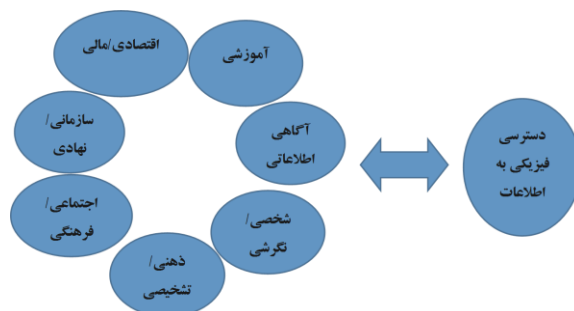 اقتصادی/مالی
آموزشی
آگاهی
اطلاعاتی
شخصی/
نگرشی
ذهنی/
تشخیصی
اجتماعی/
فرهنگی
سازمانی/
نهادی
دسترسی
فیزیکی به
اطلاعات